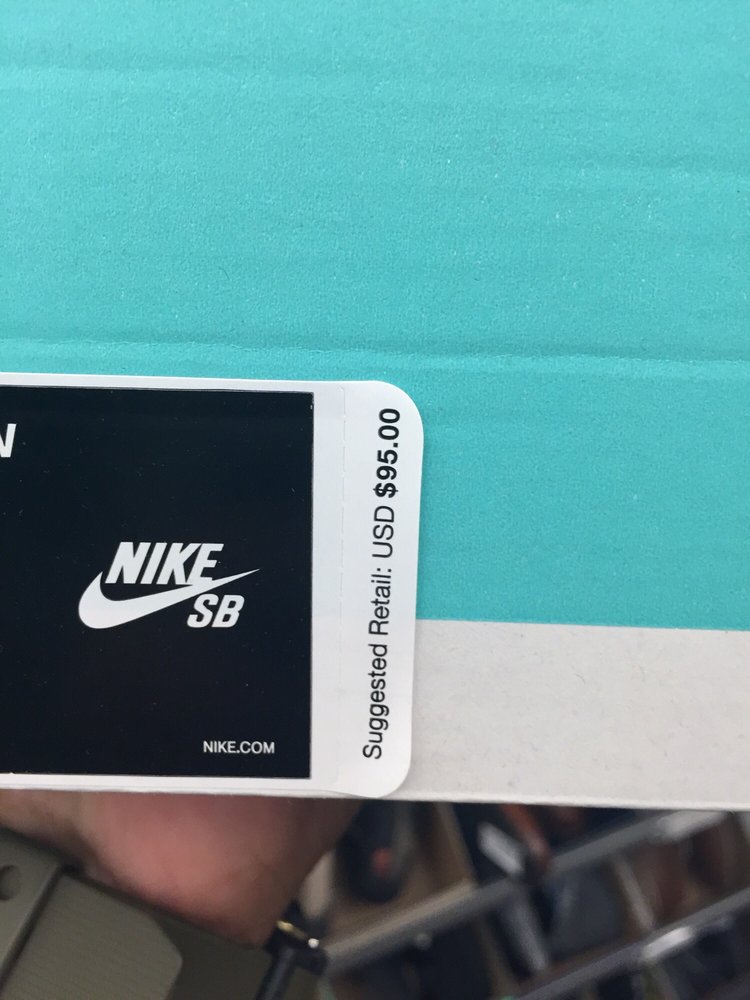 N
NIKE
SB
NIKE.COM
Suggested Retail: USD $95.00